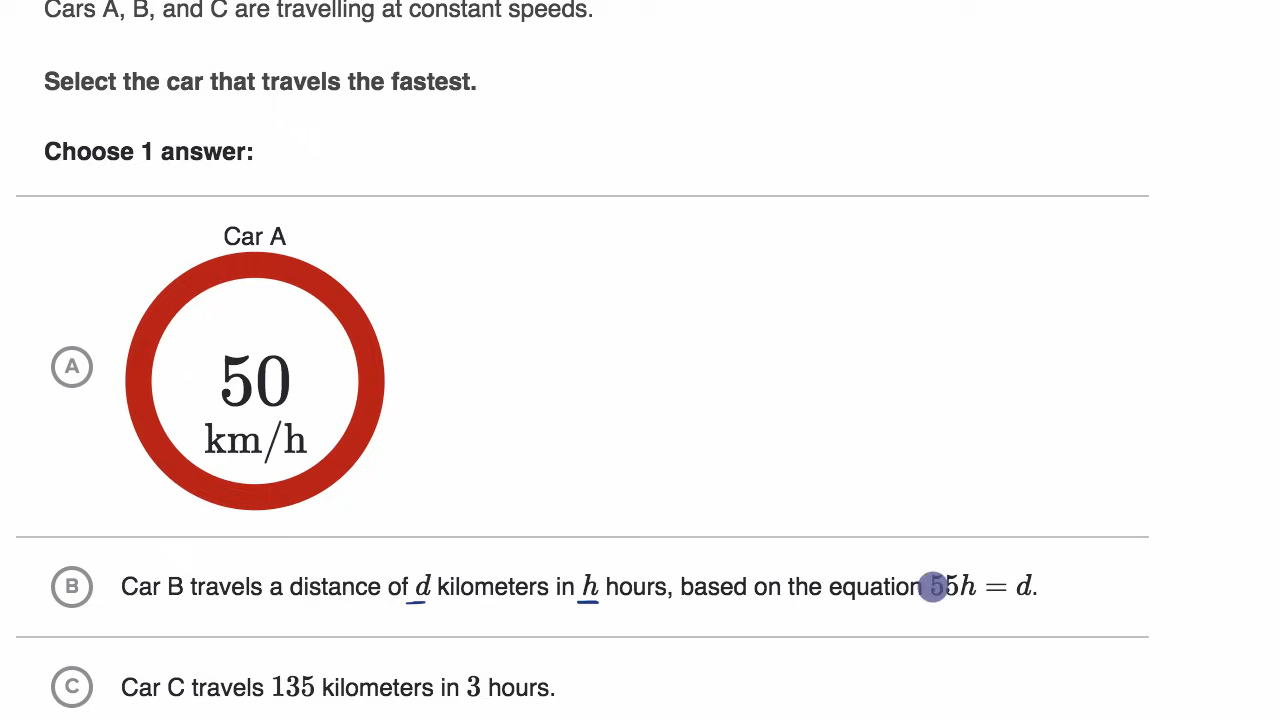 Cars A, B, and C are travelling at constant speeds.
Select the car that travels the fastest.
Choose 1 answer:
Car A
A
50
km/h
B Car B travels a distance of d kilometers in h hours, based on the equation 55h = d.
C Car C travels 135 kilometers in 3 hours.